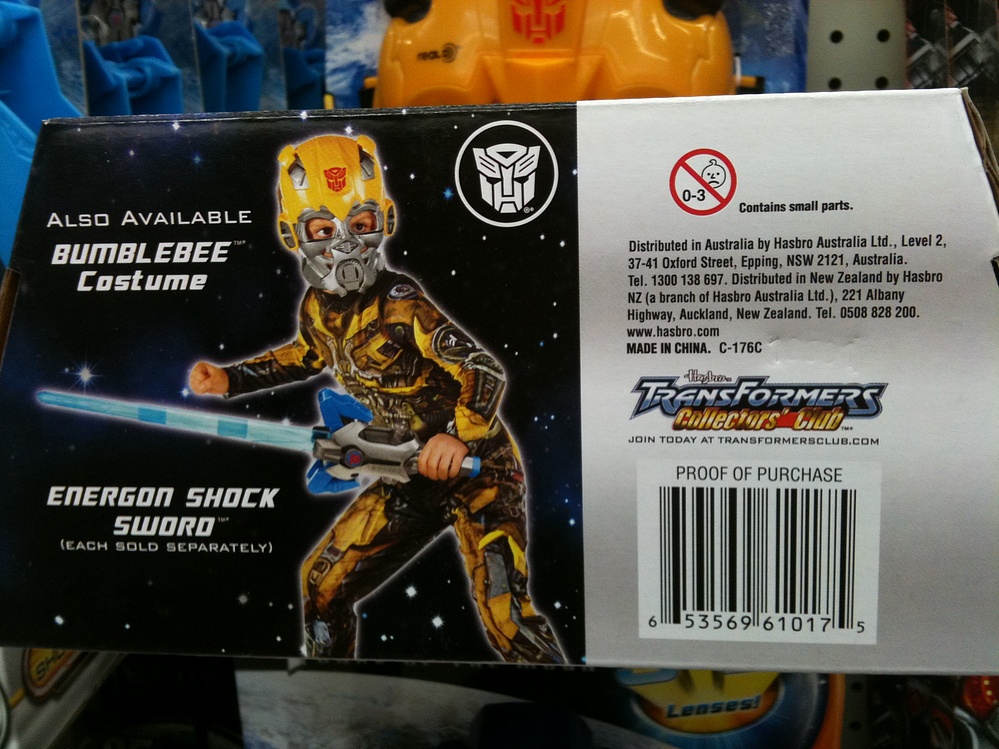 REAL D
ALSO AVAILABLE
BUMBLEBEE™
Costume
ENERGON SHOCK
SWORD™
(EACH SOLD SEPARATELY)
®
0-3
Contains small parts.
Distributed in Australia by Hasbro Australia Ltd., Level 2,
37-41 Oxford Street, Epping, NSW 2121, Australia.
Tel. 1300 138 697. Distributed in New Zealand by Hasbro
NZ (a branch of Hasbro Australia Ltd.), 221 Albany
Highway, Auckland, New Zealand. Tel. 0508 828 200.
www.hasbro.com
MADE IN CHINA. C-176C
Hasbro
TRANSFORMERS
Collectors' Club™
JOIN TODAY AT TRANSFORMERSCLUB.COM
PROOF OF PURCHASE
6 53569 61017 5
Lenses!